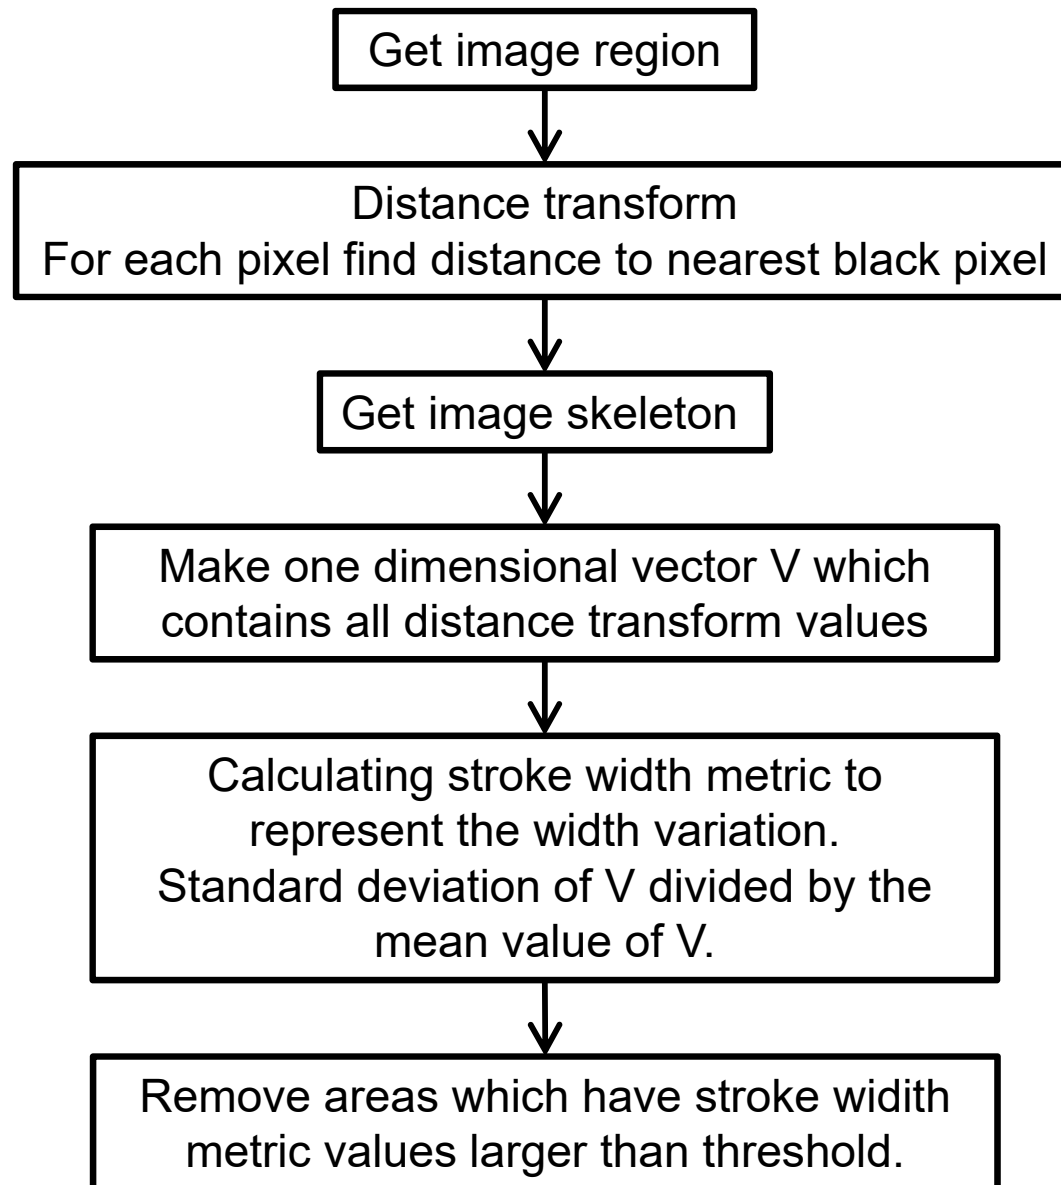 Get image region
Distance transform
For each pixel find distance to nearest black pixel
Get image skeleton
Make one dimensional vector V which
contains all distance transform values
Calculating stroke width metric to
represent the width variation.
Standard deviation of V divided by the
mean value of V.
Remove areas which have stroke widith
metric values larger than threshold.